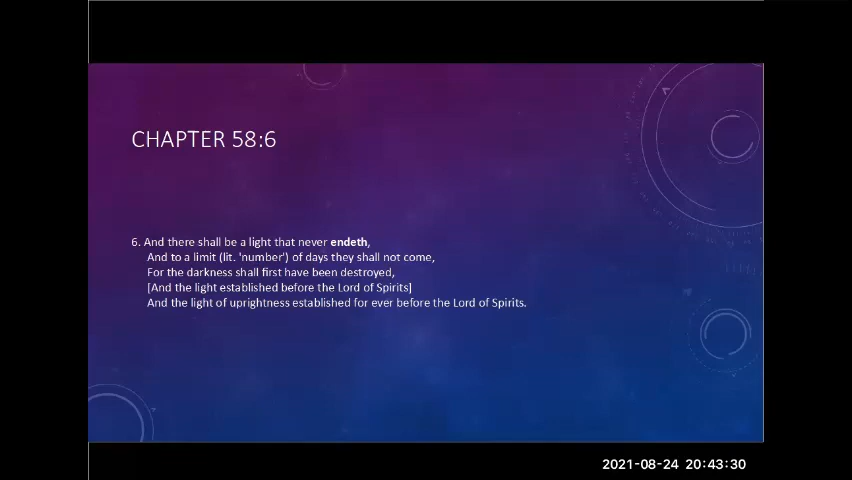 CHAPTER 58:6
6. And there shall be a light that never endeth,
And to a limit (lit. 'number') of days they shall not come,
For the darkness shall first have been destroyed,
[And the light established before the Lord of Spirits]
And the light of uprightness established for ever before the Lord of Spirits.
2021-08-24 20:43:30